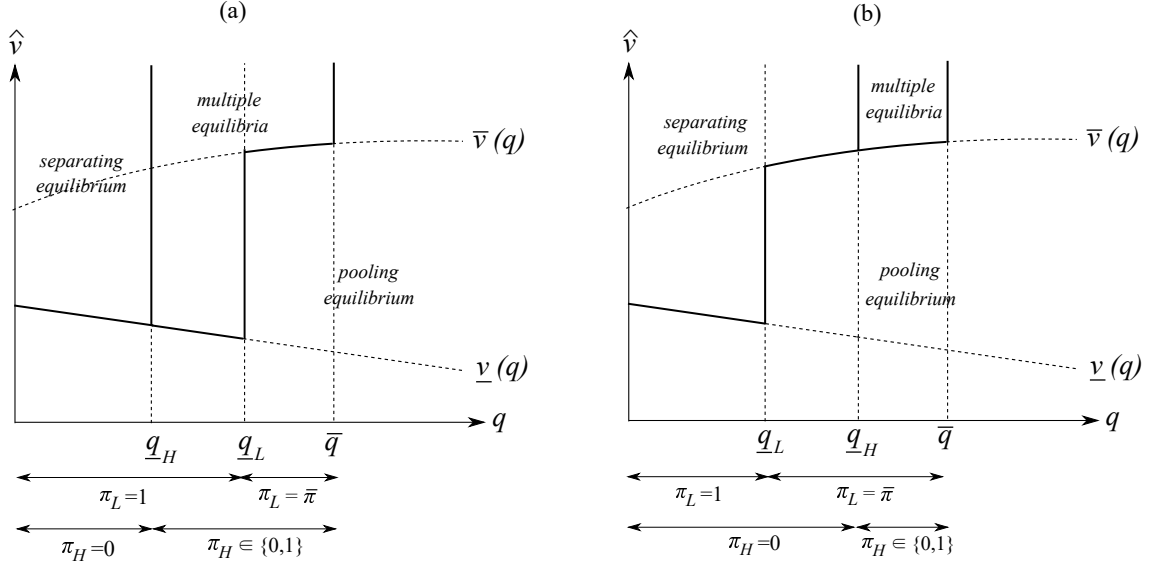 (a)
v̂
multiple
equilibria
separating
equilibrium
v̅ (q)
pooling
equilibrium
v̲ (q)
q
q̲_H
q̲_L
q̅
π_L = 1
π_L = π̅
π_H = 0
π_H ∈ {0,1}
(b)
v̂
multiple
equilibria
separating
equilibrium
v̅ (q)
pooling
equilibrium
v̲ (q)
q
q̲_L
q̲_H
q̅
π_L = 1
π_L = π̅
π_H = 0
π_H ∈ {0,1}